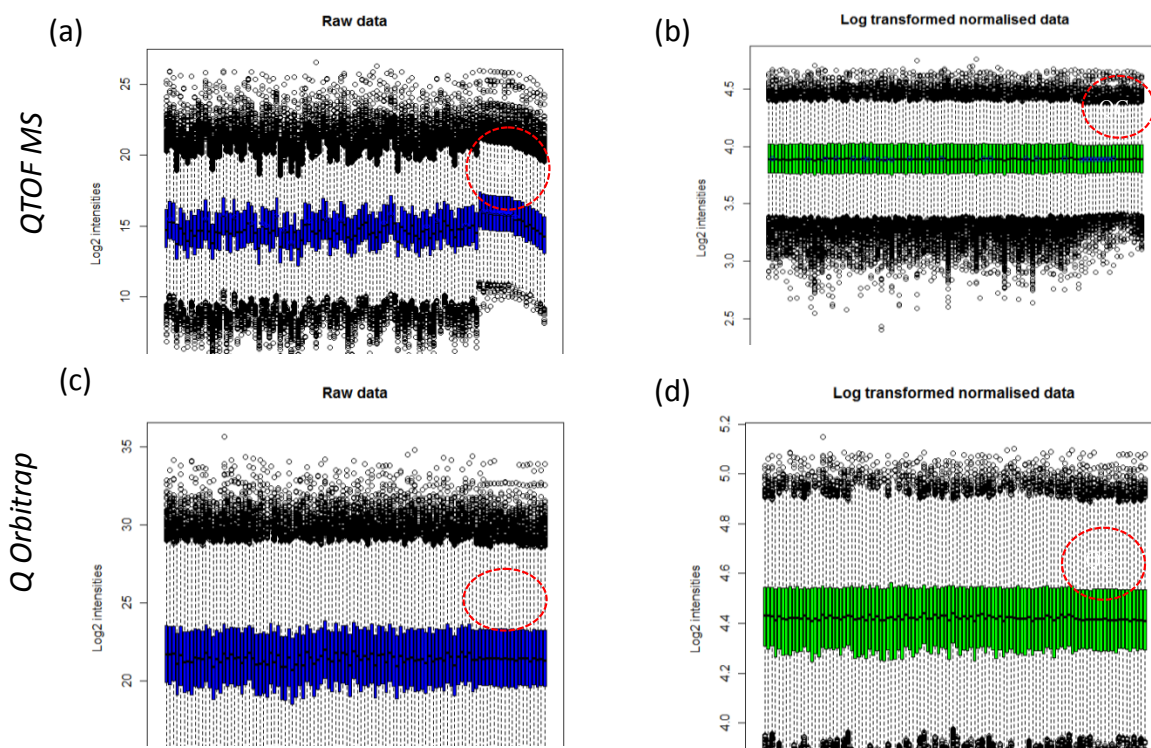 (a)
Raw data
QTOF MS
Log2 intensities
25
20
15
10
(b)
Log transformed normalised data
Log2 intensities
4.5
4.0
3.5
3.0
2.5
(c)
Raw data
Q Orbitrap
Log2 intensities
35
30
25
20
(d)
Log transformed normalised data
Log2 intensities
5.2
5.0
4.8
4.6
4.4
4.2
4.0